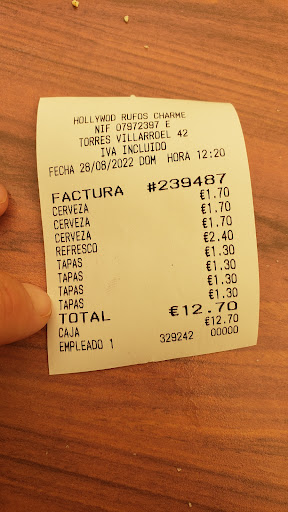 HOLLYWOD RUFOS CHARME
NIF 07972397 E
TORRES VILLARROEL 42
IVA INCLUIDO
FECHA 28/08/2022 DOM HORA 12:20
FACTURA #239487
CERVEZA €1.70
CERVEZA €1.70
CERVEZA €1.70
REFRESCO €2.40
TAPAS €1.30
TAPAS €1.30
TAPAS €1.30
TAPAS €1.30
TOTAL €12.70
CAJA €12.70
EMPLEADO 1 329242 00000